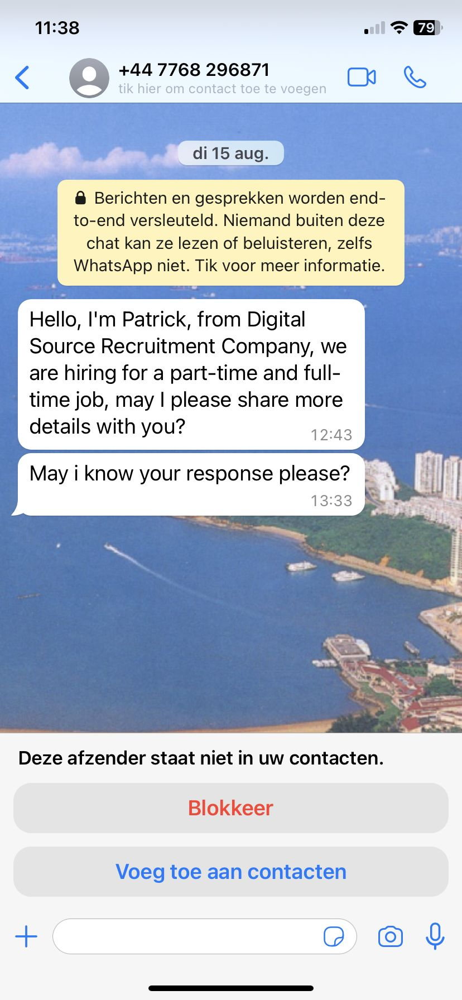 11:38
79
+44 7768 296871
tik hier om contact toe te voegen
di 15 aug.
Berichten en gesprekken worden end-
to-end versleuteld. Niemand buiten deze
chat kan ze lezen of beluisteren, zelfs
WhatsApp niet. Tik voor meer informatie.
Hello, I'm Patrick, from Digital
Source Recruitment Company, we
are hiring for a part-time and full-
time job, may I please share more
details with you?
12:43
May i know your response please?
13:33
Deze afzender staat niet in uw contacten.
Blokkeer
Voeg toe aan contacten